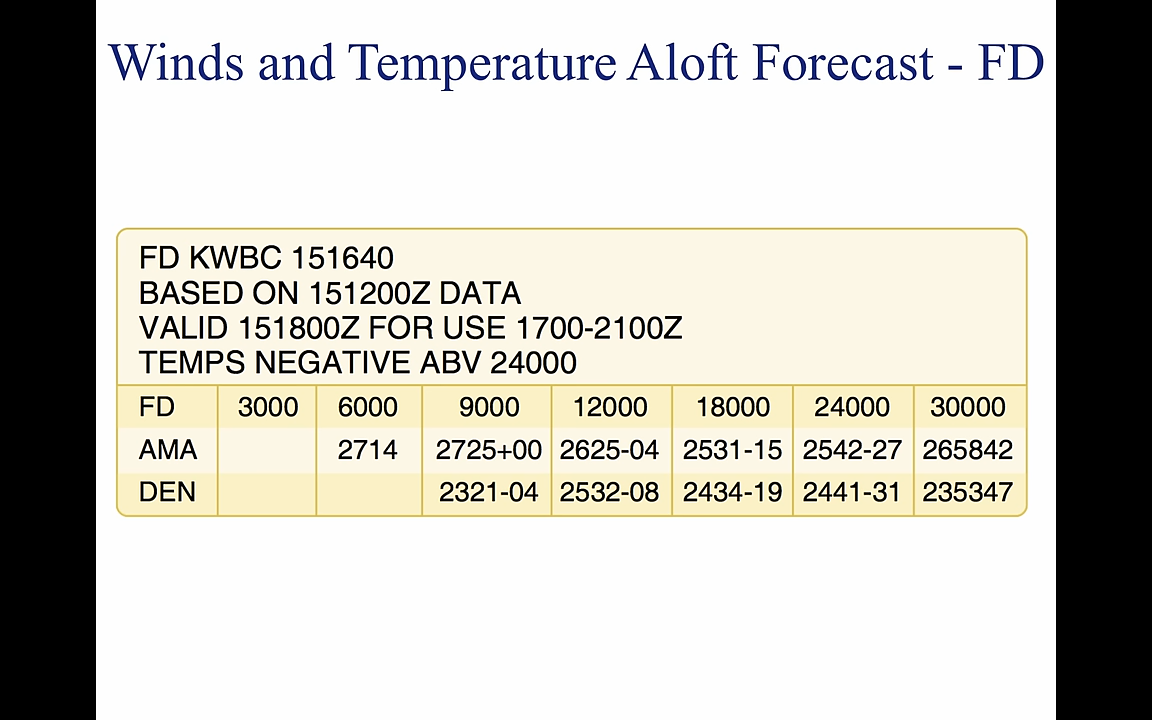 Winds and Temperature Aloft Forecast - FD
FD KWBC 151640
BASED ON 151200Z DATA
VALID 151800Z FOR USE 1700-2100Z
TEMPS NEGATIVE ABV 24000
FD 3000 6000 9000 12000 18000 24000 30000
AMA 2714 2725+00 2625-04 2531-15 2542-27 265842
DEN 2321-04 2532-08 2434-19 2441-31 235347